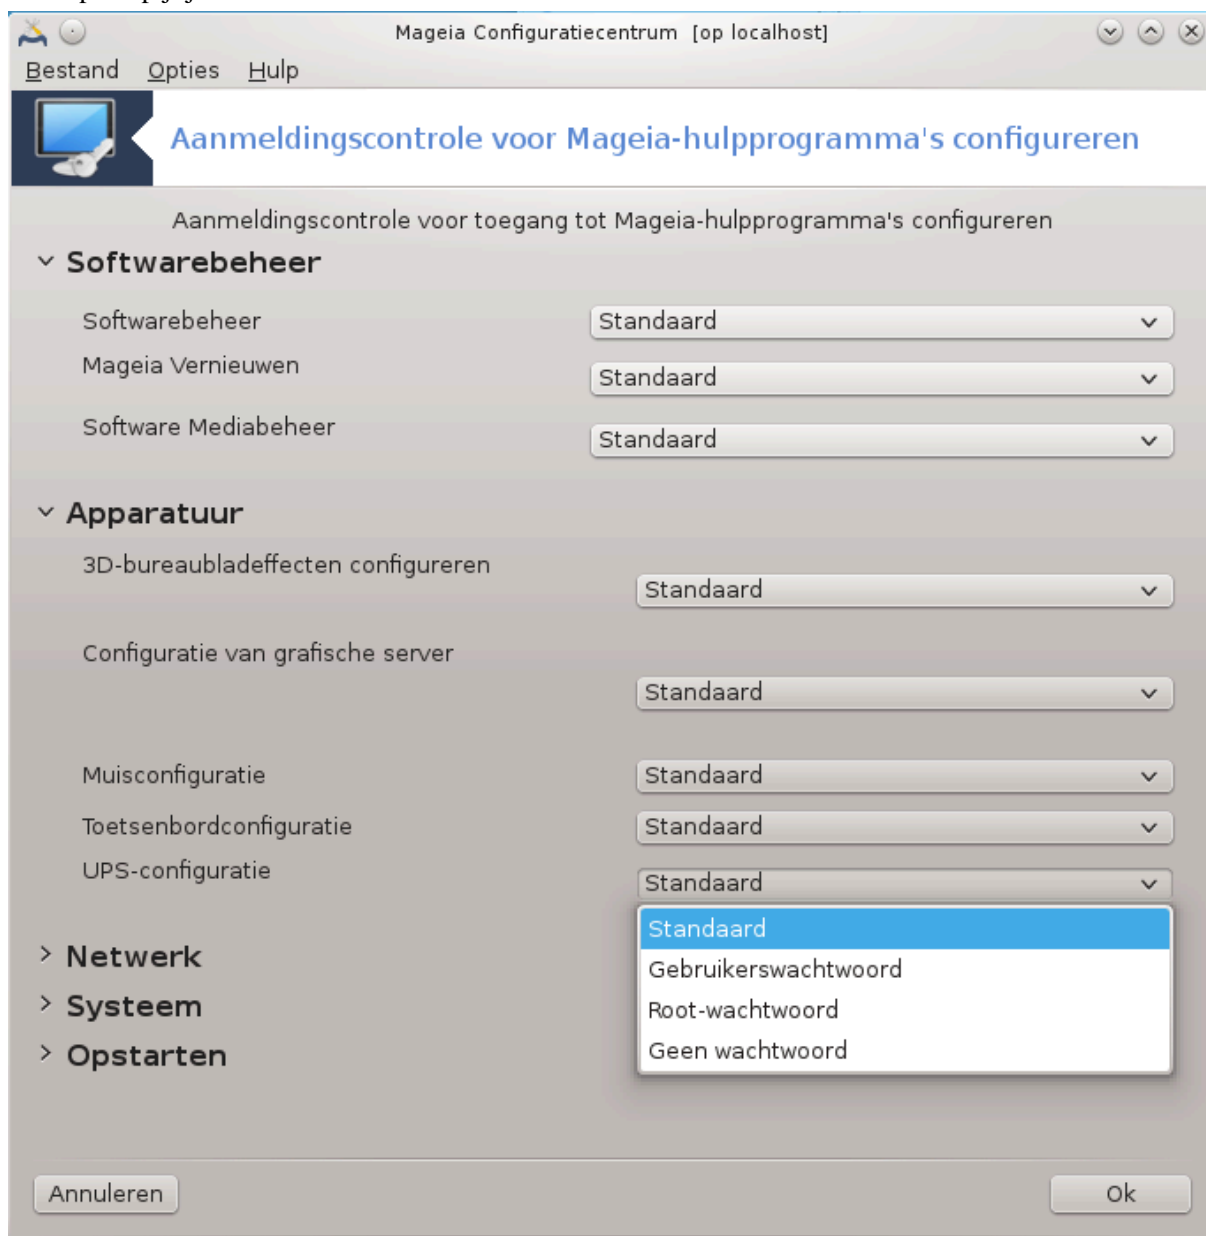 Mageia Configuratiecentrum [op localhost]
Bestand Opties Hulp
Aanmeldingscontrole voor Mageia-hulpprogramma's configureren
Aanmeldingscontrole voor toegang tot Mageia-hulpprogramma's configureren
Softwarebeheer
Softwarebeheer Standaard
Mageia Vernieuwen Standaard
Software Mediabeheer Standaard
Apparatuur
3D-bureaubladeffecten configureren Standaard
Configuratie van grafische server Standaard
Muisconfiguratie Standaard
Toetsenbordconfiguratie Standaard
UPS-configuratie Standaard
Standaard
Gebruikerswachtwoord
Root-wachtwoord
Geen wachtwoord
Netwerk
Systeem
Opstarten
Annuleren Ok